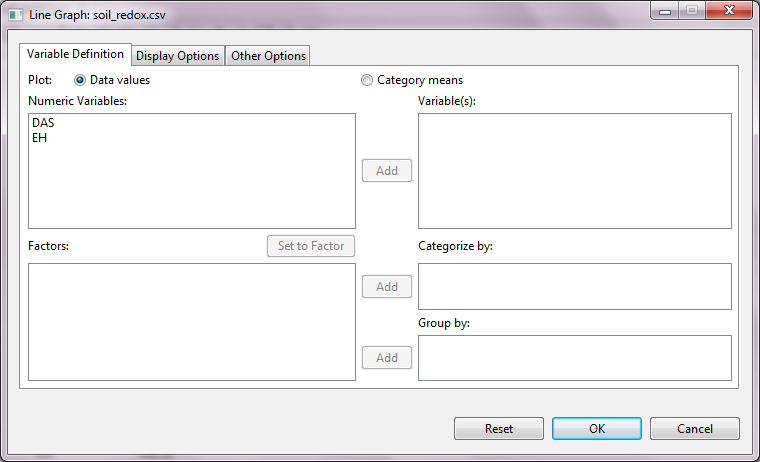 Line Graph: soil_redox.csv
Variable Definition Display Options Other Options
Plot: Data values Category means
Numeric Variables: Variable(s):
DAS
EH
Add
Factors: Set to Factor Categorize by:
Add
Group by:
Add
Reset OK Cancel